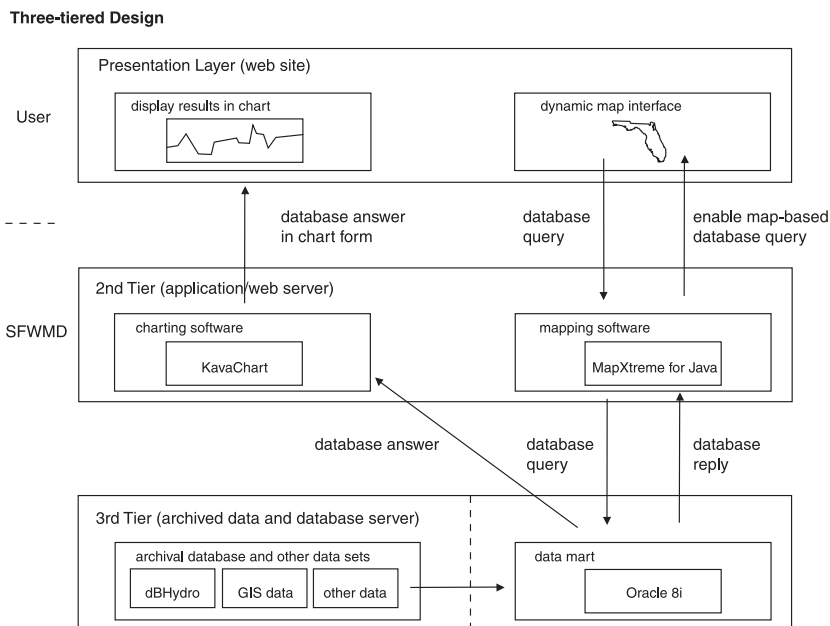 Three-tiered Design
Presentation Layer (web site)
User
display results in chart
dynamic map interface
database answer
in chart form
database
query
enable map-based
database query
2nd Tier (application/web server)
SFWMD
charting software
KavaChart
mapping software
MapXtreme for Java
database answer
database
query
database
reply
3rd Tier (archived data and database server)
archival database and other data sets
dBHydro
GIS data
other data
data mart
Oracle 8i